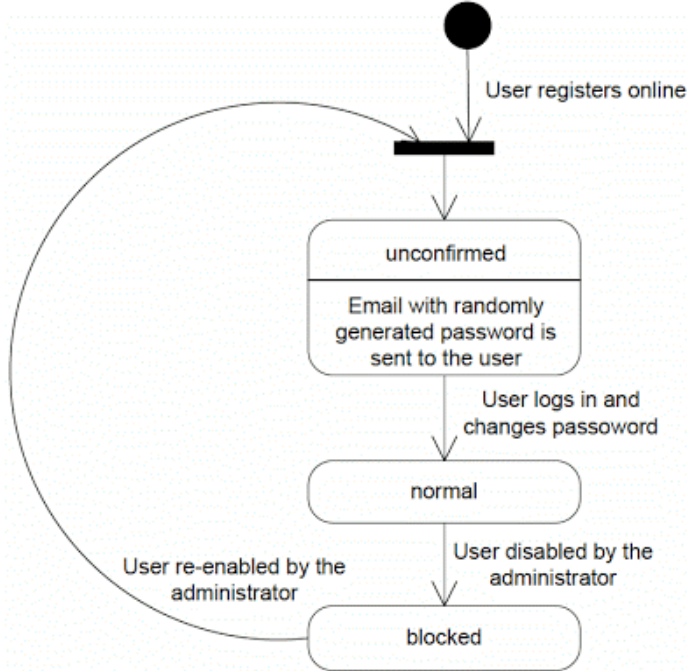 User registers online
unconfirmed
Email with randomly
generated password is
sent to the user
User logs in and
changes passoword
normal
User disabled by the
administrator
User re-enabled by the
administrator
blocked